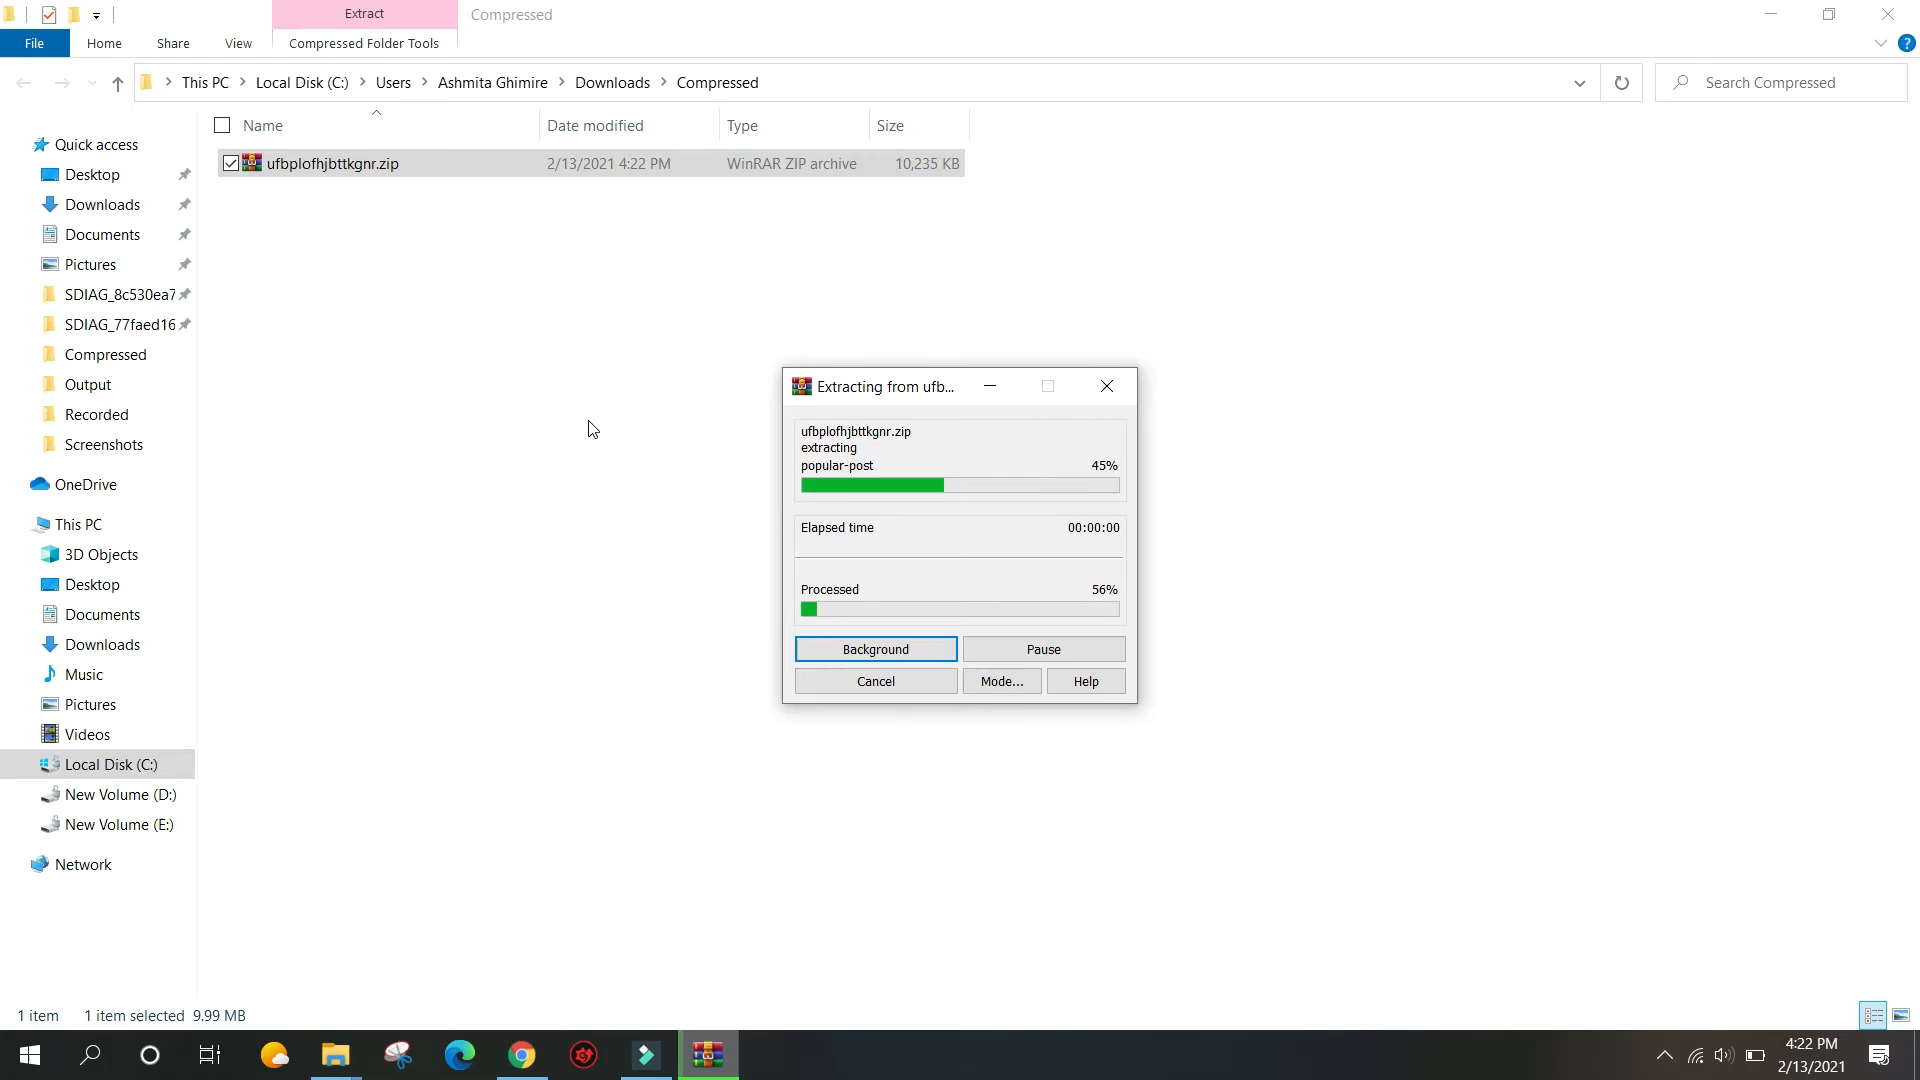 Extract
Compressed
File
Home
Share
View
Compressed Folder Tools
?
This PC
Local Disk (C:)
Users
Ashmita Ghimire
Downloads
Compressed
Search Compressed
Name
Date modified
Type
Size
ufbplofhjbttkgnr.zip
2/13/2021 4:22 PM
WinRAR ZIP archive
10,235 KB
Quick access
Desktop
Downloads
Documents
Pictures
SDIAG_8c530ea7
SDIAG_77faed16
Compressed
Output
Recorded
Screenshots
OneDrive
This PC
3D Objects
Desktop
Documents
Downloads
Music
Pictures
Videos
Local Disk (C:)
New Volume (D:)
New Volume (E:)
Network
Extracting from ufb...
ufbplofhjbttkgnr.zip
extracting
popular-post 45%
Elapsed time 00:00:00
Processed 56%
Background
Pause
Cancel
Mode...
Help
1 item
1 item selected 9.99 MB
4:22 PM
2/13/2021